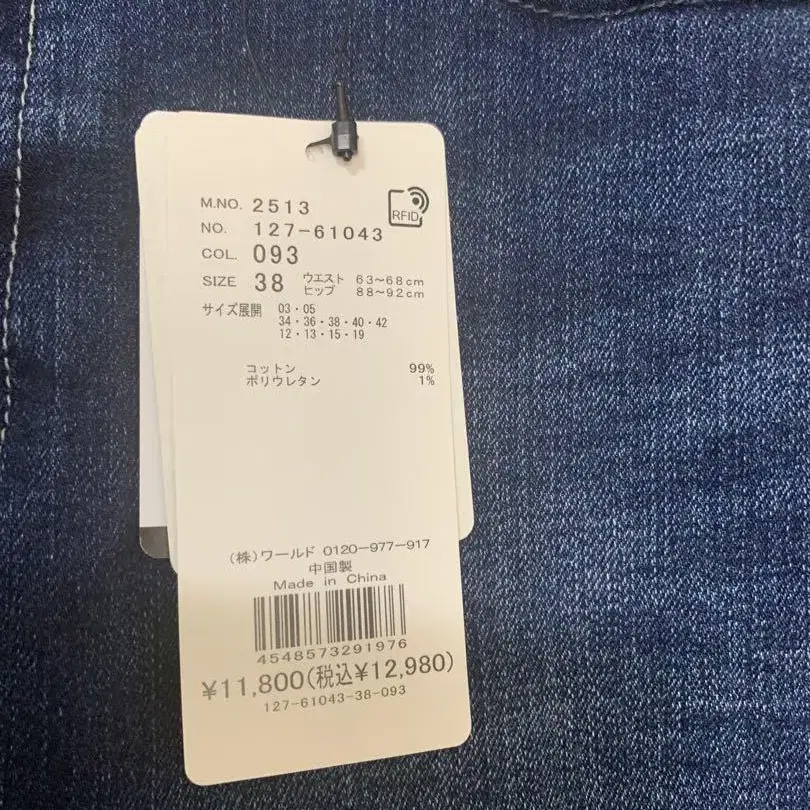 M.NO. 2513
RFID
NO. 127-61043
COL. 093
SIZE 38 ウエスト 63~68cm
ヒップ 88~92cm
サイズ展開 03・05
34・36・38・40・42
12・13・15・19
コットン 99%
ポリウレタン 1%
(株)ワールド 0120-977-917
中国製
Made in China
4548573291976
¥11,800(税込¥12,980)
127-61043-38-093